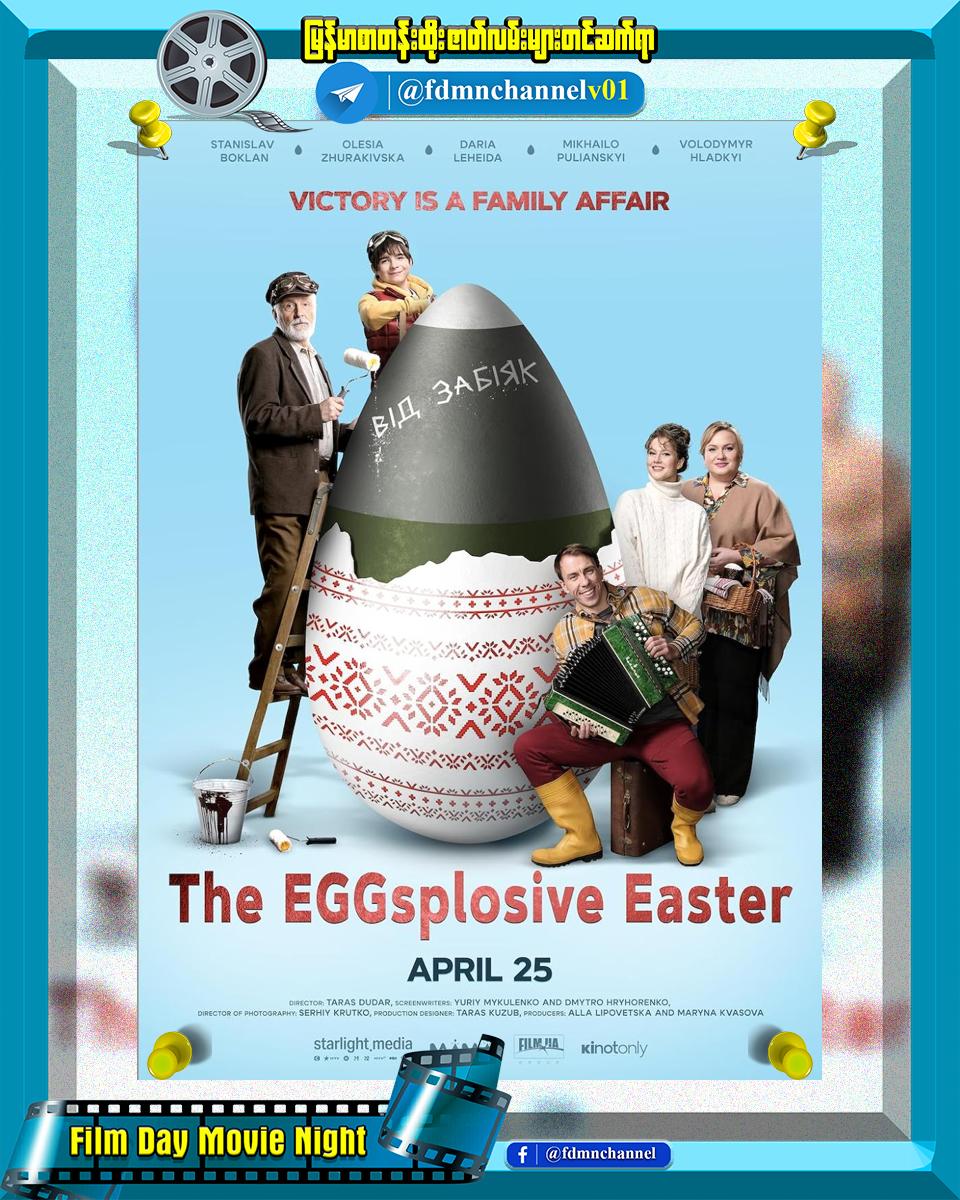 မြန်မာစာတန်းထိုးဇာတ်လမ်းများတင်ဆက်ရာ
@fdmnchannelv01
STANISLAV BOKLAN
OLESIA ZHURAKIVSKA
DARIA LEHEIDA
MIKHAILO PULIANSKYI
VOLODYMYR HLADKYI
VICTORY IS A FAMILY AFFAIR
ВІД ЗАБІЯК
The EGGsplosive Easter
APRIL 25
DIRECTOR: TARAS DUDAR, SCREENWRITERS: YURIY MYKULENKO AND DMYTRO HRYHORENKO,
DIRECTOR OF PHOTOGRAPHY: SERHIY KRUTKO, PRODUCTION DESIGNER: TARAS KUZUB, PRODUCERS: ALLA LIPOVETSKA AND MARYNA KVASOVA
starlight media
FILM.UA
GROUP
kinotonly
Film Day Movie Night
@fdmnchannel